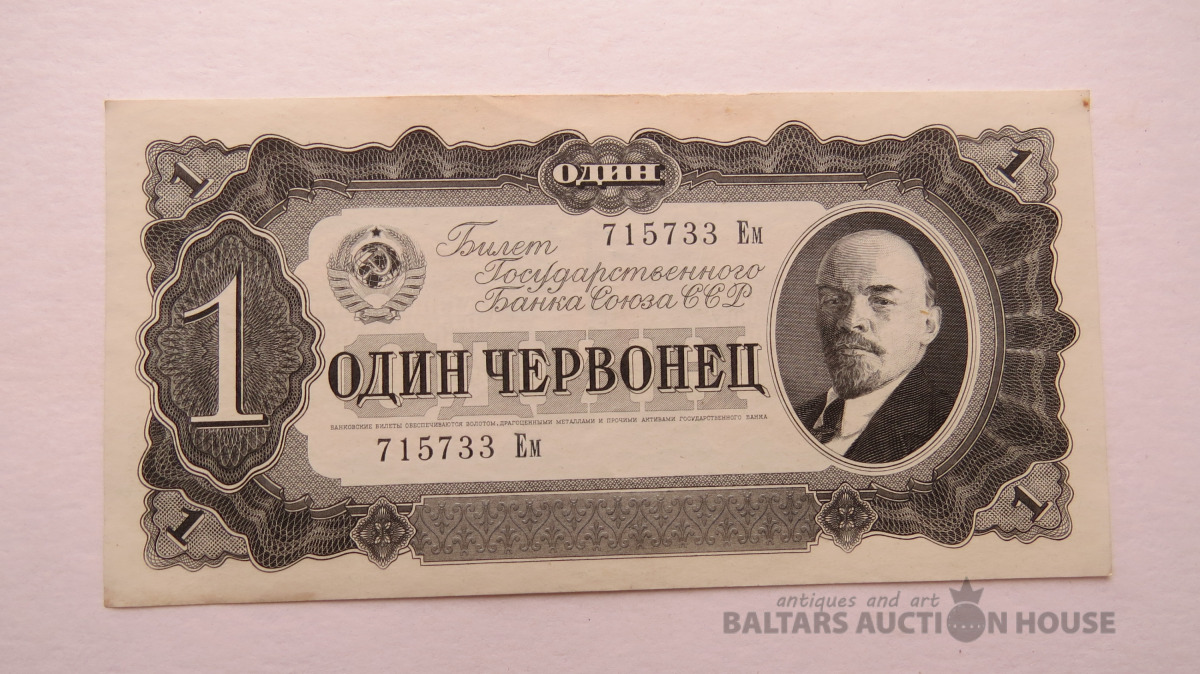 1
ОДИН
1
Билет
715733 Ем
Государственного
Банка Союза ССР
1
ОДИН
ОДИН ЧЕРВОНЕЦ
БАНКОВСКИЕ БИЛЕТЫ ОБЕСПЕЧИВАЮТСЯ ЗОЛОТОМ, ДРАГОЦЕННЫМИ МЕТАЛЛАМИ И ПРОЧИМИ АКТИВАМИ ГОСУДАРСТВЕННОГО БАНКА
715733 Ем
1
1
antiques and art
BALTARS AUCTION HOUSE